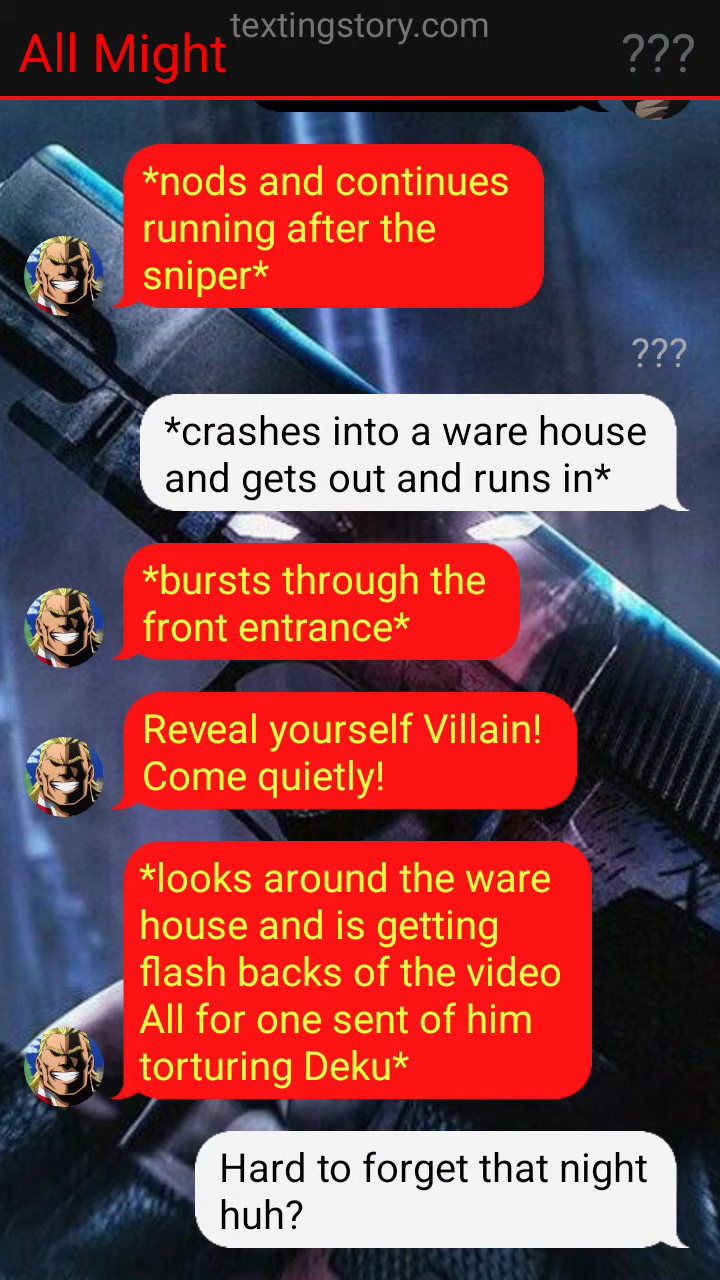 textingstory.com
All Might
???
*nods and continues
running after the
sniper*
???
*crashes into a ware house
and gets out and runs in*
*bursts through the
front entrance*
Reveal yourself Villain!
Come quietly!
*looks around the ware
house and is getting
flash backs of the video
All for one sent of him
torturing Deku*
Hard to forget that night
huh?